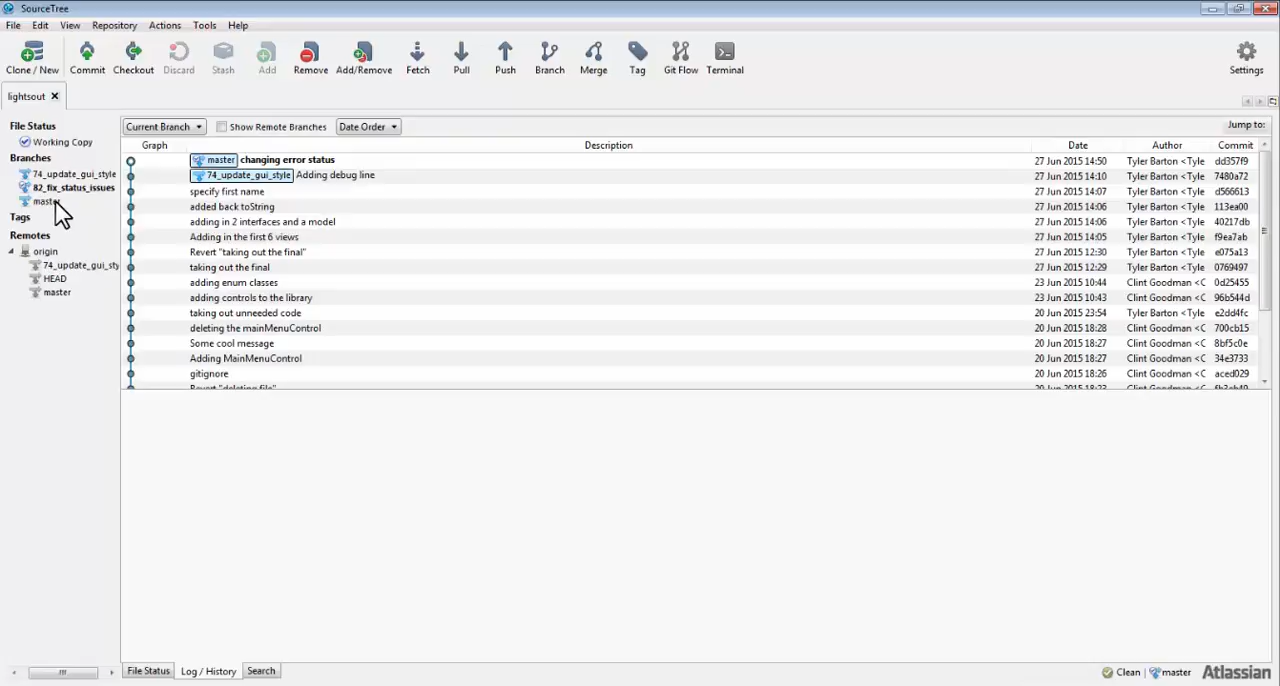 SourceTree
File Edit View Repository Actions Tools Help
Clone / New Commit Checkout Discard Stash Add Remove Add/Remove Fetch Pull Push Branch Merge Tag Git Flow Terminal Settings
lightsout
File Status
Working Copy
Branches
74_update_gui_style
82_fix_status_issues
master
Tags
Remotes
origin
74_update_gui_sty
HEAD
master
Current Branch Show Remote Branches Date Order Jump to:
Graph Description Date Author Commit
master changing error status 27 Jun 2015 14:50 Tyler Barton <Tyle dd357f9
74_update_gui_style Adding debug line 27 Jun 2015 14:10 Tyler Barton <Tyle 7480a72
specify first name 27 Jun 2015 14:07 Tyler Barton <Tyle d566613
added back toString 27 Jun 2015 14:06 Tyler Barton <Tyle 113ea00
adding in 2 interfaces and a model 27 Jun 2015 14:06 Tyler Barton <Tyle 40217db
Adding in the first 6 views 27 Jun 2015 14:05 Tyler Barton <Tyle f9ea7ab
Revert "taking out the final" 27 Jun 2015 12:30 Tyler Barton <Tyle e075a13
taking out the final 27 Jun 2015 12:29 Tyler Barton <Tyle 0769497
adding enum classes 23 Jun 2015 10:44 Clint Goodman <C 0d25455
adding controls to the library 23 Jun 2015 10:43 Clint Goodman <C 96b544d
taking out unneeded code 20 Jun 2015 23:54 Tyler Barton <Tyle e2dd4fc
deleting the mainMenuControl 20 Jun 2015 18:28 Clint Goodman <C 700cb15
Some cool message 20 Jun 2015 18:27 Clint Goodman <C 8bf5c0e
Adding MainMenuControl 20 Jun 2015 18:27 Clint Goodman <C 34e3733
gitignore 20 Jun 2015 18:26 Clint Goodman <C aced029
Revert "deleting file" 20 Jun 2015 18:23 Clint Goodman <C
File Status Log / History Search Clean master Atlassian